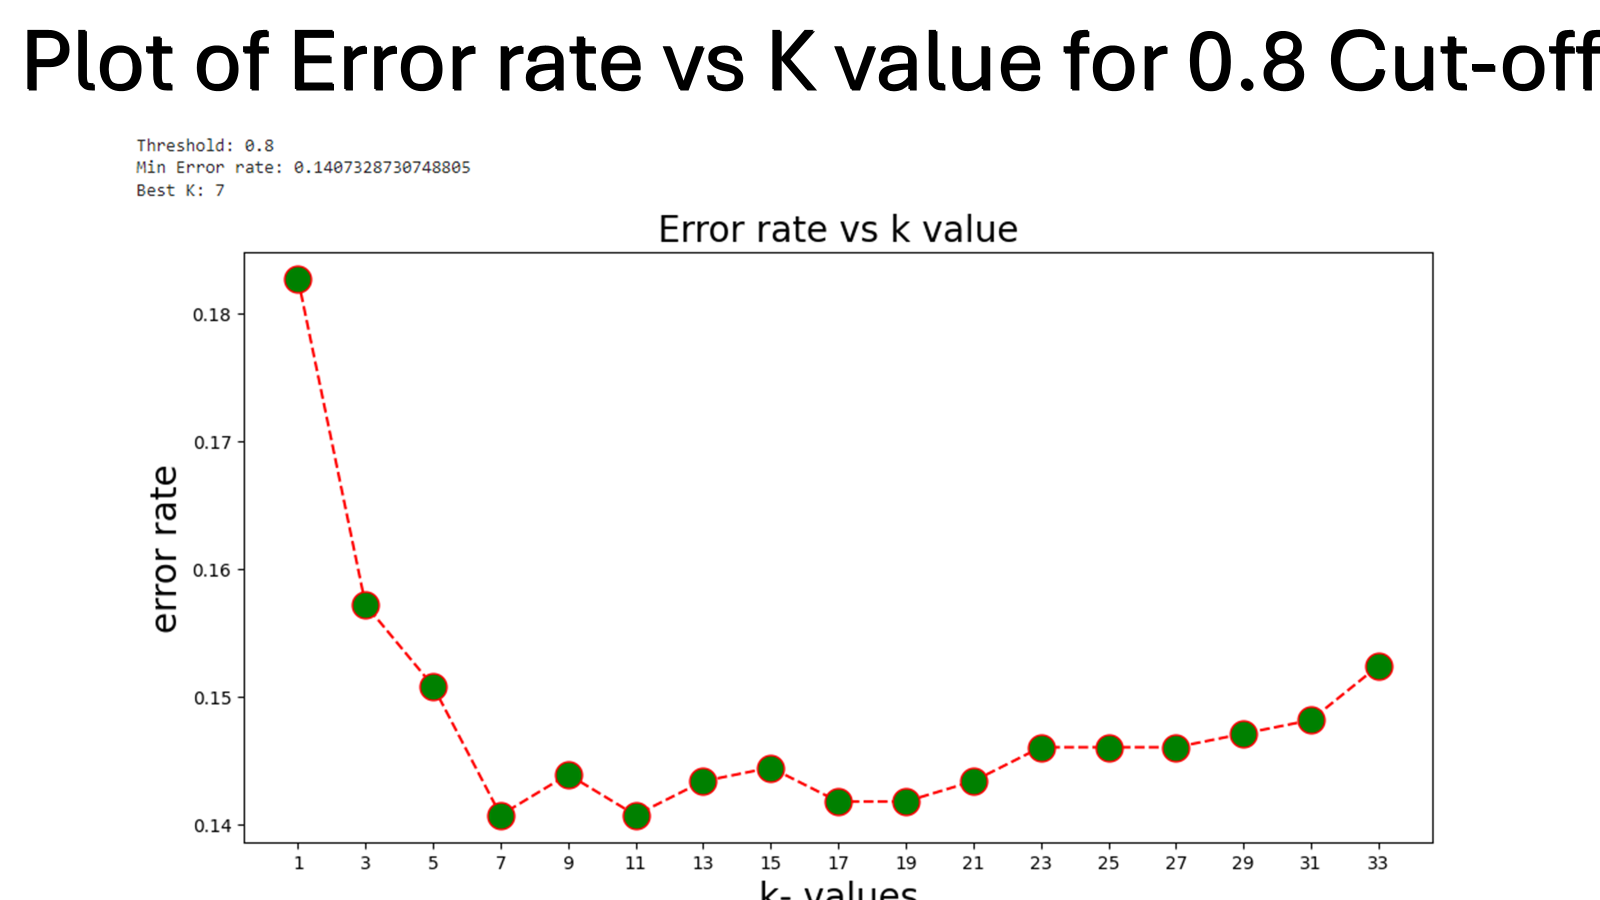 Plot of Error rate vs K value for 0.8 Cut-off
Threshold: 0.8
Min Error rate: 0.1407328730748805
Best K: 7
Error rate vs k value
0.18
0.17
0.16
0.15
0.14
error rate
1 3 5 7 9 11 13 15 17 19 21 23 25 27 29 31 33
k- values